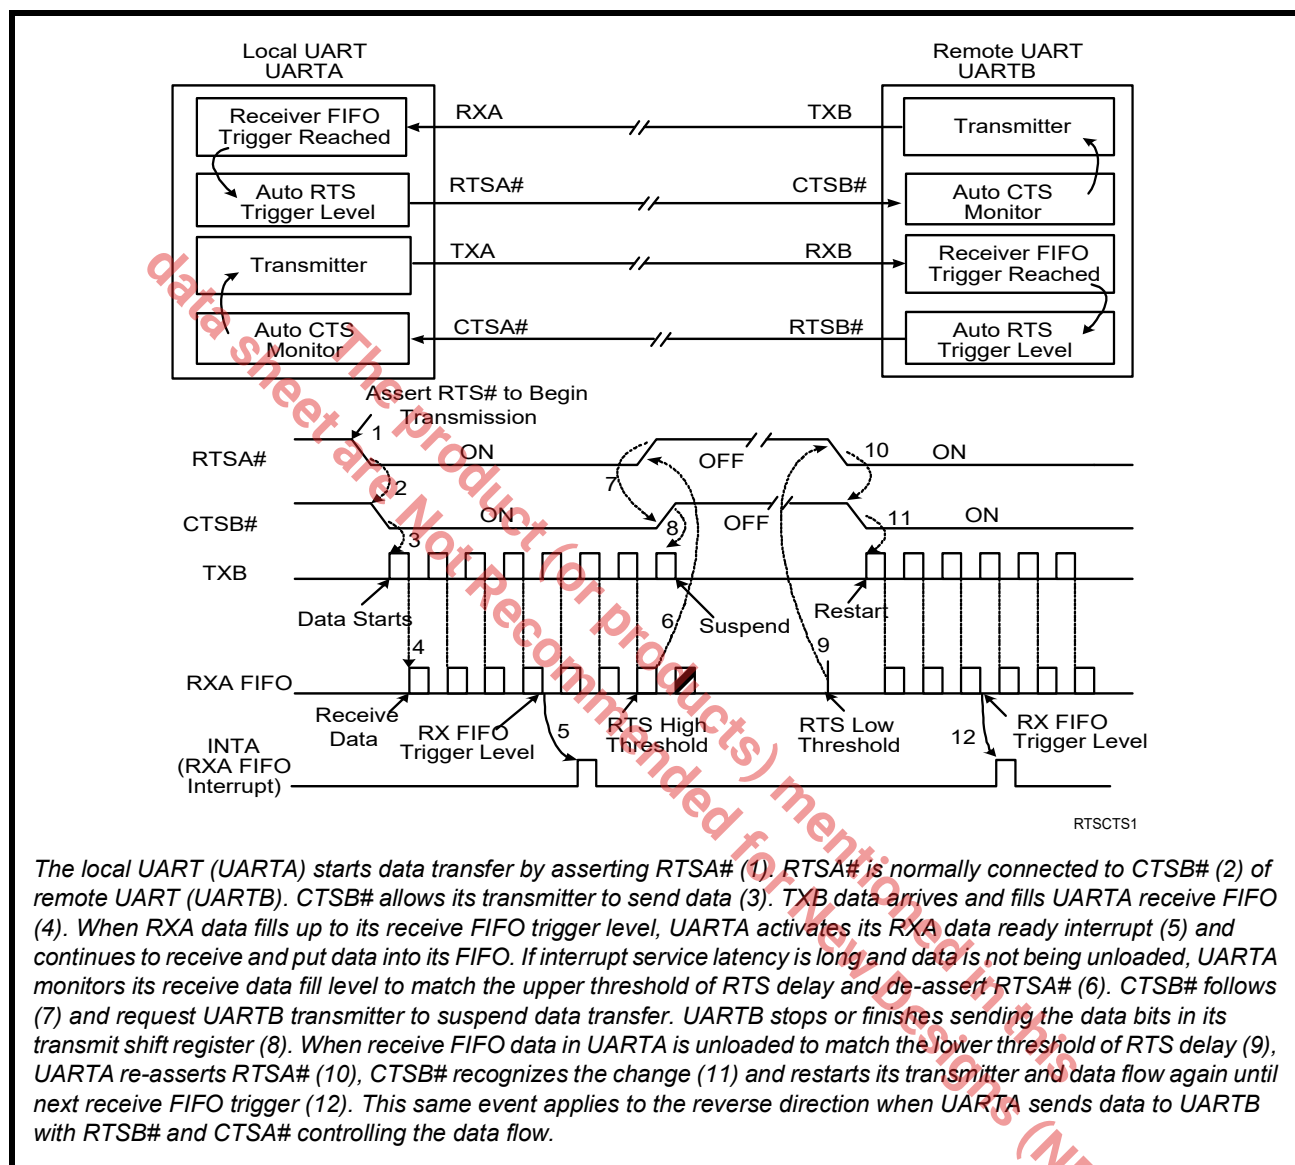 Local UART
UARTA
Remote UART
UARTB
Receiver FIFO
Trigger Reached
RXA
TXB
Transmitter
Auto RTS
Trigger Level
RTSA#
CTSB#
Auto CTS
Monitor
Transmitter
TXA
RXB
Receiver FIFO
Trigger Reached
Auto CTS
Monitor
CTSA#
RTSB#
Auto RTS
Trigger Level
Assert RTS# to Begin
Transmission
RTSA#
1
ON
7
OFF
10
ON
2
CTSB#
3
ON
8
OFF
11
ON
TXB
Data Starts
6
Suspend
Restart
4
9
RXA FIFO
Receive
Data
RX FIFO
Trigger Level
5
RTS High
Threshold
RTS Low
Threshold
12
RX FIFO
Trigger Level
INTA
(RXA FIFO
Interrupt)
RTSCTS1
The local UART (UARTA) starts data transfer by asserting RTSA# (1). RTSA# is normally connected to CTSB# (2) of
remote UART (UARTB). CTSB# allows its transmitter to send data (3). TXB data arrives and fills UARTA receive FIFO
(4). When RXA data fills up to its receive FIFO trigger level, UARTA activates its RXA data ready interrupt (5) and
continues to receive and put data into its FIFO. If interrupt service latency is long and data is not being unloaded, UARTA
monitors its receive data fill level to match the upper threshold of RTS delay and de-assert RTSA# (6). CTSB# follows
(7) and request UARTB transmitter to suspend data transfer. UARTB stops or finishes sending the data bits in its
transmit shift register (8). When receive FIFO data in UARTA is unloaded to match the lower threshold of RTS delay (9),
UARTA re-asserts RTSA# (10), CTSB# recognizes the change (11) and restarts its transmitter and data flow again until
next receive FIFO trigger (12). This same event applies to the reverse direction when UARTA sends data to UARTB
with RTSB# and CTSA# controlling the data flow.
The product (or products) mentioned in this
data sheet are Not Recommended for New Designs